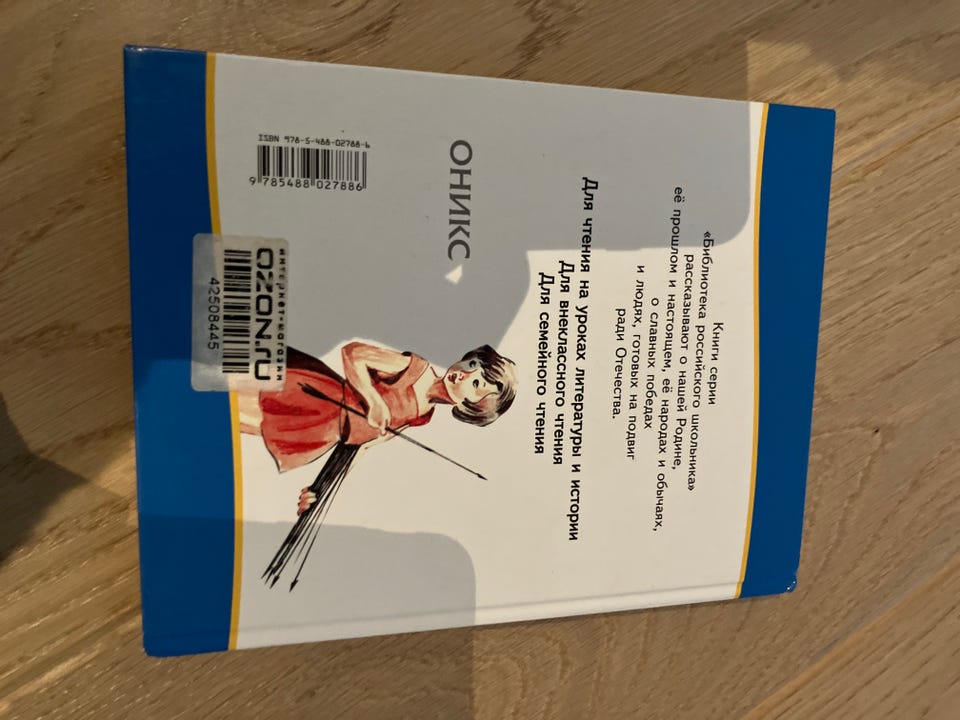 Книги серии
«Библиотека российского школьника»
рассказывают о нашей Родине,
её прошлом и настоящем, её народах и обычаях,
о славных победах
и людях, готовых на подвиг
ради Отечества.
Для чтения на уроках литературы и истории
Для внеклассного чтения
Для семейного чтения
ОНИКС
ISBN 978-5-488-02788-6
9 785488 027886
интернет-магазин
OZON.ru
42508445